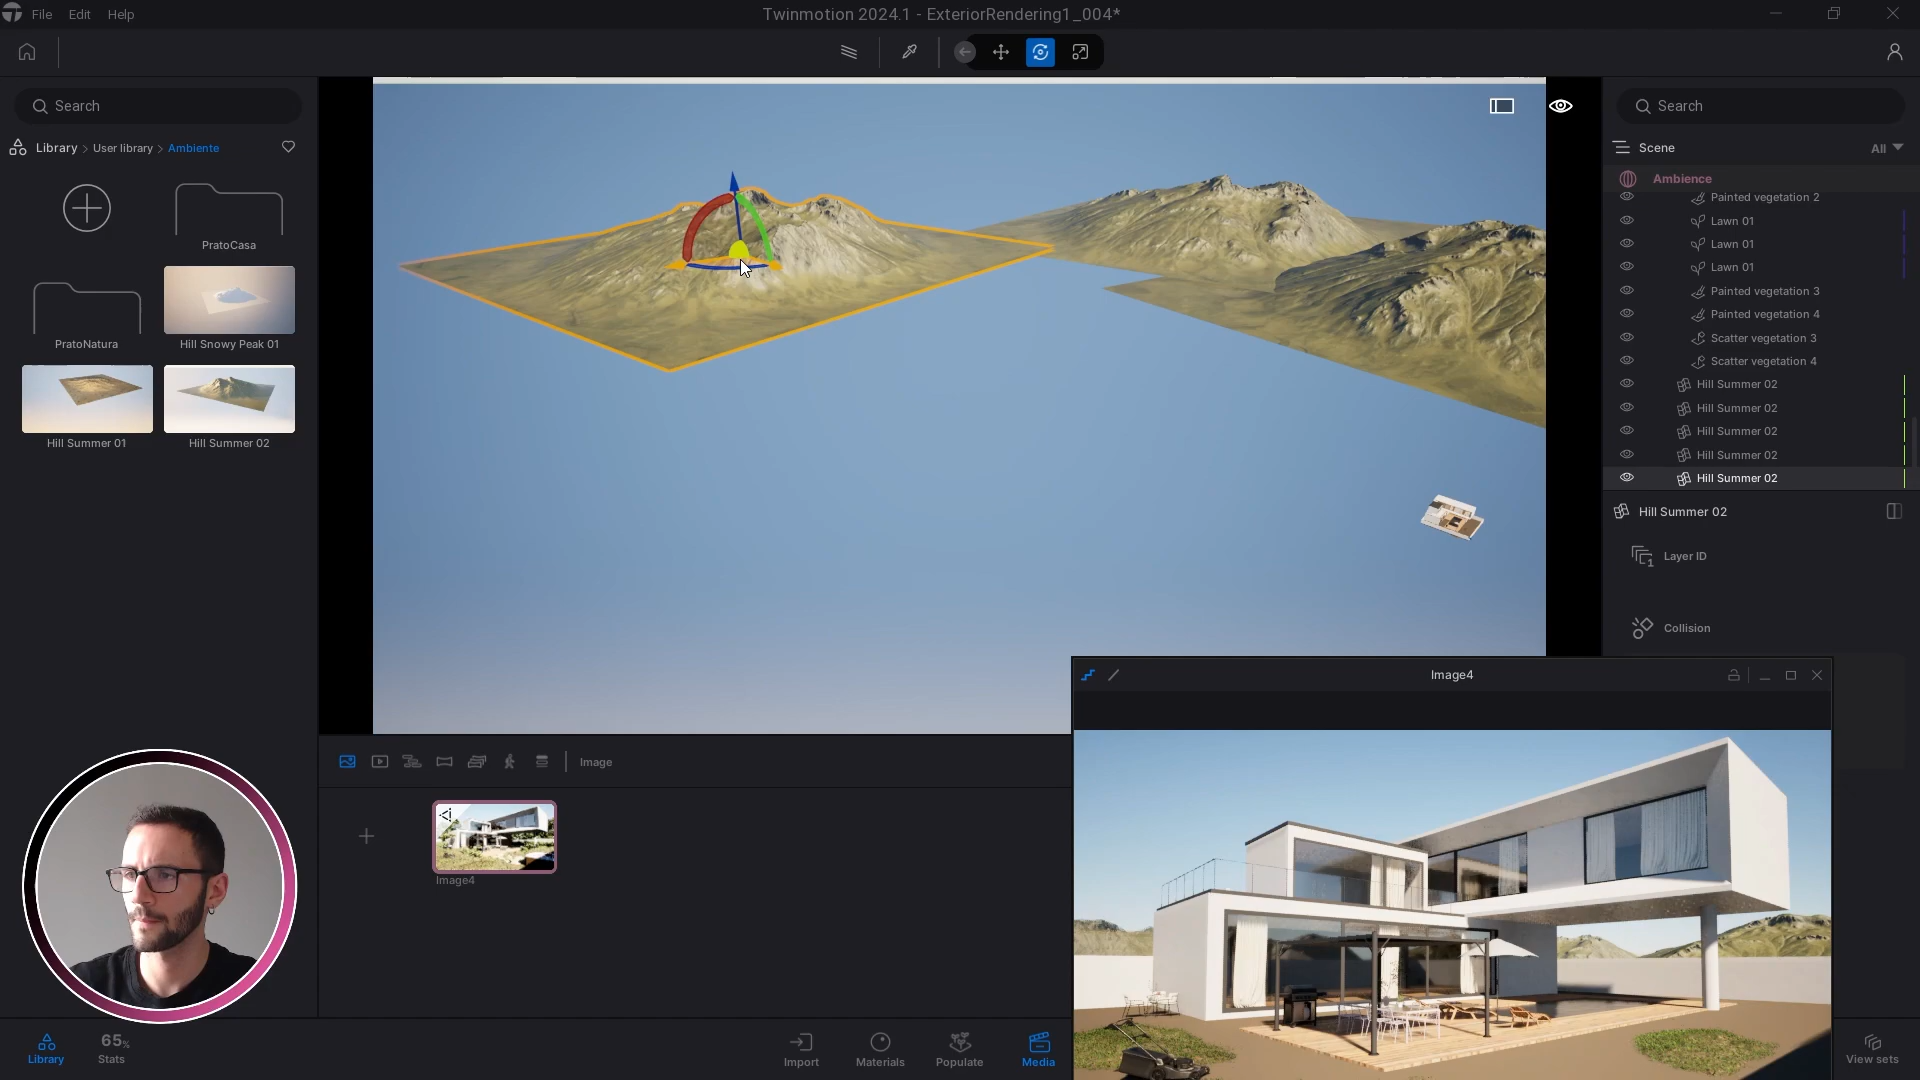 File Edit Help
Twinmotion 2024.1 - ExteriorRendering1_004*
Search
Library > User library > Ambiente
PratoCasa
PratoNatura
Hill Snowy Peak 01
Hill Summer 01
Hill Summer 02
Search
Scene
All
Ambience
Painted vegetation 2
Lawn 01
Lawn 01
Lawn 01
Painted vegetation 3
Painted vegetation 4
Scatter vegetation 3
Scatter vegetation 4
Hill Summer 02
Hill Summer 02
Hill Summer 02
Hill Summer 02
Hill Summer 02
Hill Summer 02
Layer ID
Collision
Image4
Image
Image4
Library
65%
Stats
Import
Materials
Populate
Media
View sets